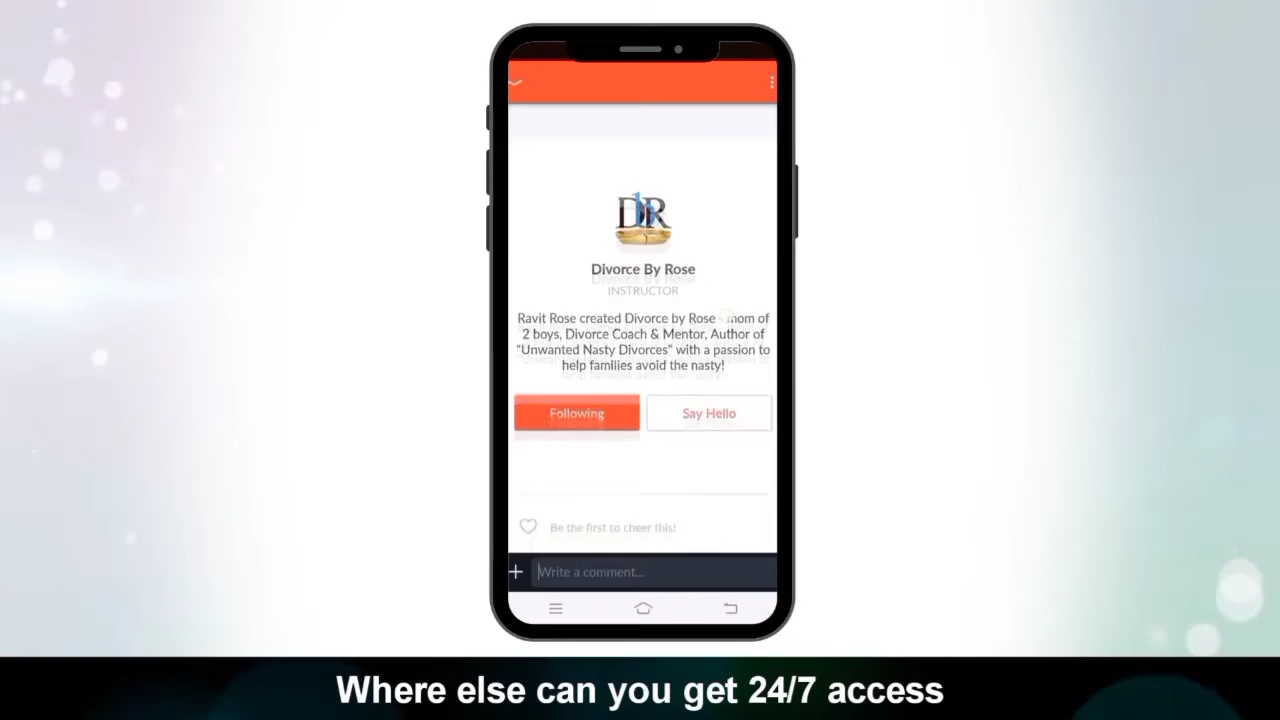 DbR
Divorce By Rose
INSTRUCTOR
Ravit Rose created Divorce by Rose mom of
2 boys, Divorce Coach & Mentor, Author of
"Unwanted Nasty Divorces" with a passion to
help families avoid the nasty!
Following
Say Hello
Be the first to cheer this!
Write a comment...
Where else can you get 24/7 access